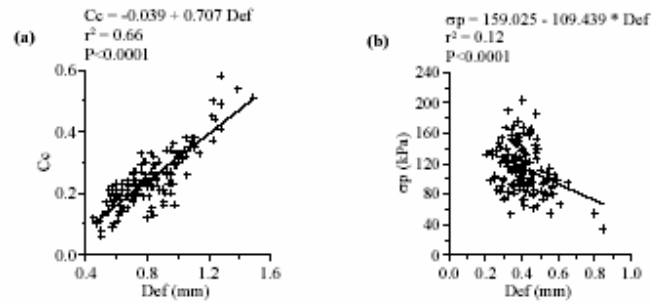 Cc = -0.039 + 0.707 Def
(a)
r² = 0.66
P<0.0001
0.6
0.4
0.2
0.0
Cc
0.4
0.8
1.2
1.6
Def (mm)
σp = 159.025 - 109.439 * Def
(b)
r² = 0.12
P<0.0001
240
200
160
120
80
40
0
σp (kPa)
0.0
0.2
0.4
0.6
0.8
1.0
Def (mm)